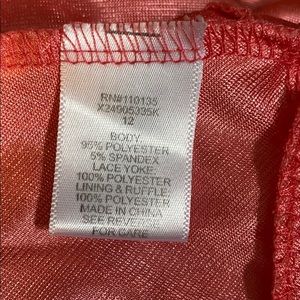 RN#110135
X24905335K
12
BODY
95% POLYESTER
5% SPANDEX
LACE YOKE:
100% POLYESTER
LINING & RUFFLE:
100% POLYESTER
MADE IN CHINA
SEE REVERSE
FOR CARE